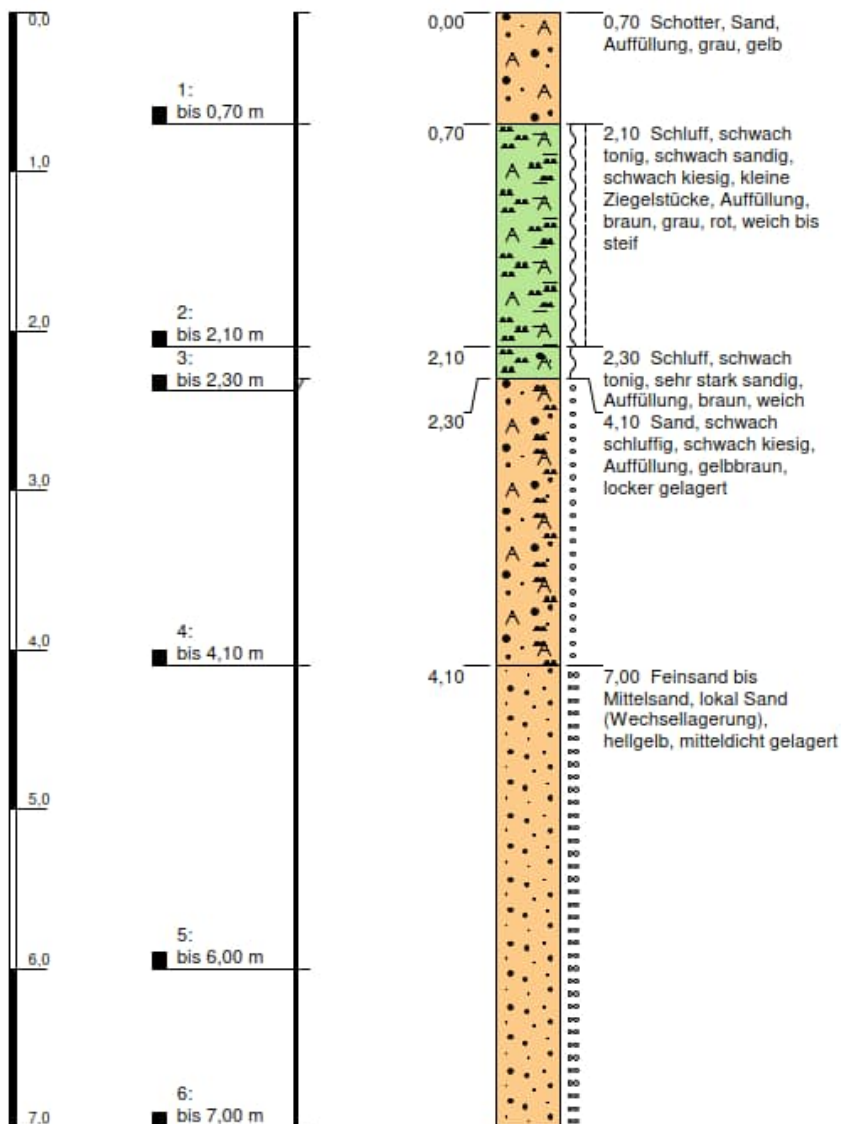 0,0
1,0
2,0
3,0
4,0
5,0
6,0
7,0
1:
bis 0,70 m
2:
bis 2,10 m
3:
bis 2,30 m
4:
bis 4,10 m
5:
bis 6,00 m
6:
bis 7,00 m
0,00
0,70
2,10
2,30
4,10
0,70 Schotter, Sand,
Auffüllung, grau, gelb
2,10 Schluff, schwach
tonig, schwach sandig,
schwach kiesig, kleine
Ziegelstücke, Auffüllung,
braun, grau, rot, weich bis
steif
2,30 Schluff, schwach
tonig, sehr stark sandig,
Auffüllung, braun, weich
4,10 Sand, schwach
schluffig, schwach kiesig,
Auffüllung, gelbbraun,
locker gelagert
7,00 Feinsand bis
Mittelsand, lokal Sand
(Wechsellagerung),
hellgelb, mitteldicht gelagert